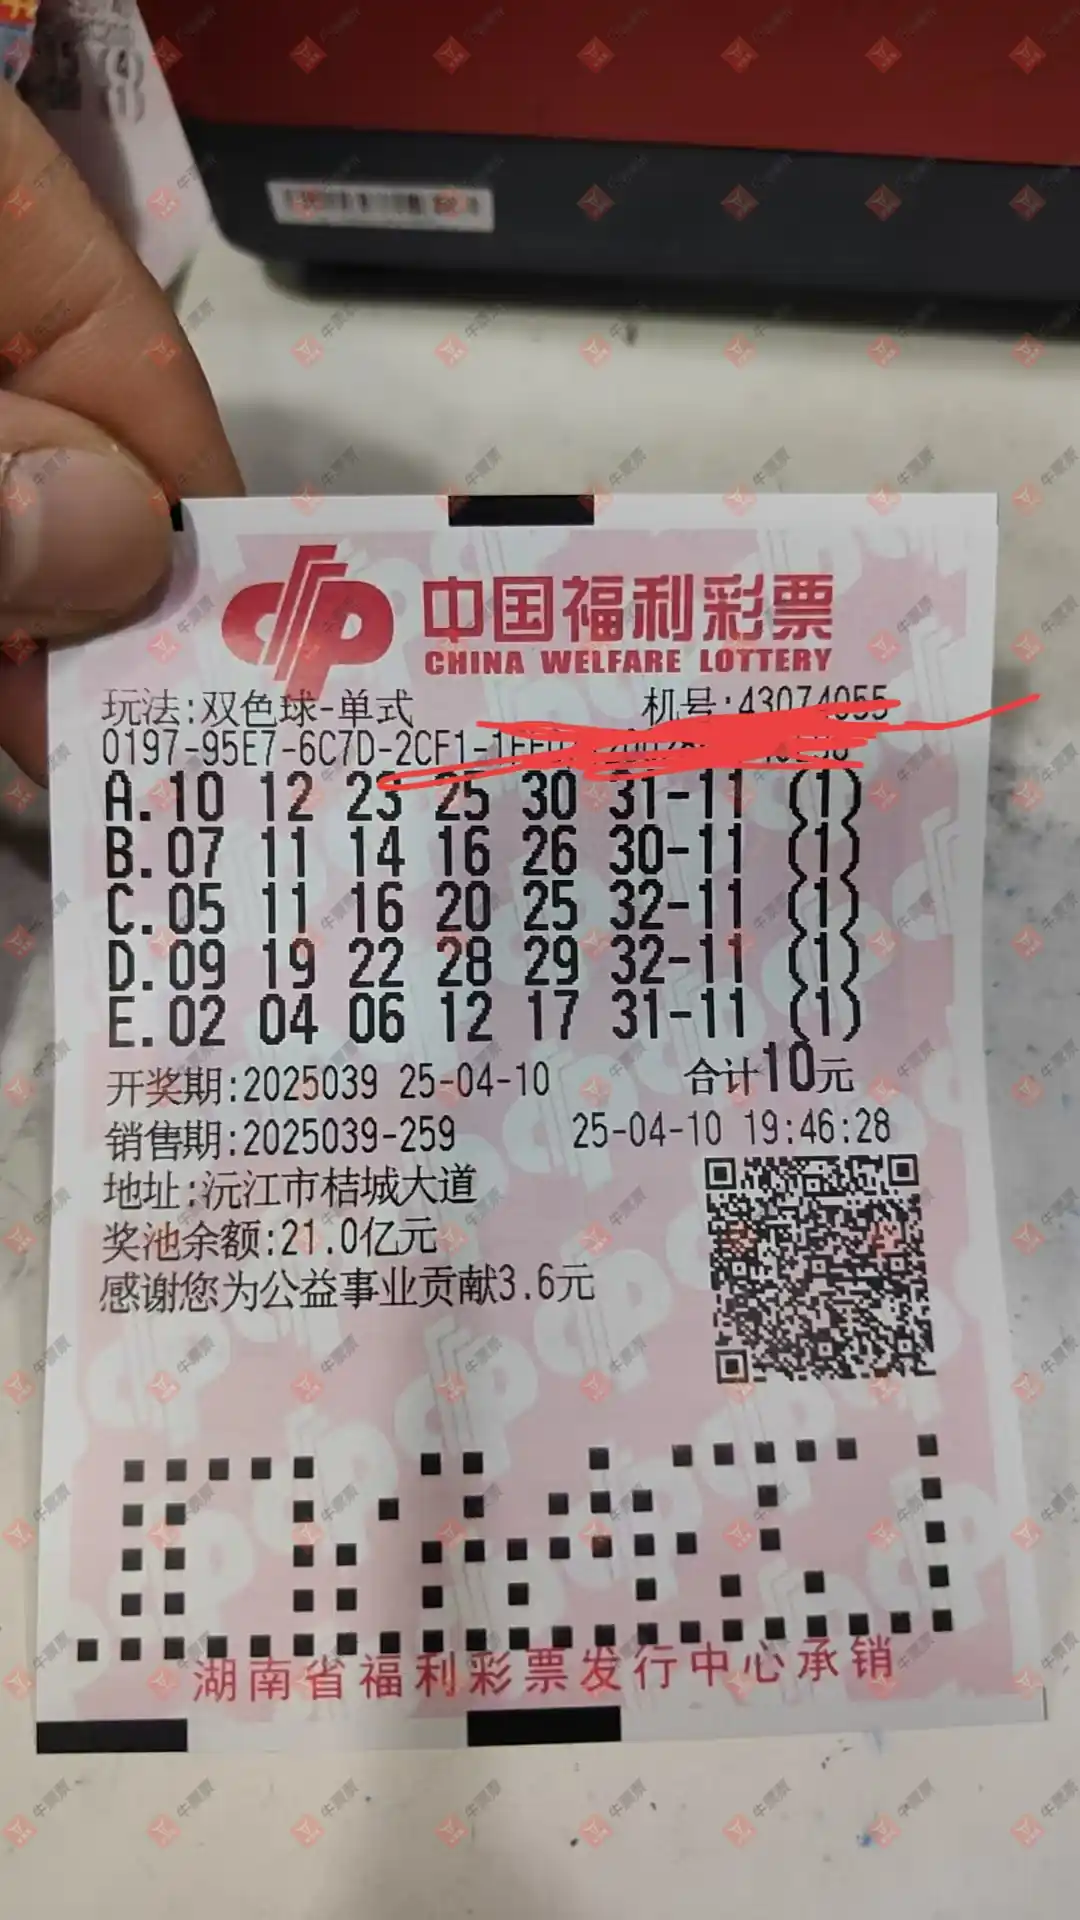 中国福利彩票
CHINA WELFARE LOTTERY
玩法:双色球-单式 机号:43074055
0197-95E7-6C7D-2CF1-
A.10 12 23 25 30 31-11 (1)
B.07 11 14 16 26 30-11 (1)
C.05 11 16 20 25 32-11 (1)
D.09 19 22 28 29 32-11 (1)
E.02 04 06 12 17 31-11 (1)
开奖期:2025039 25-04-10 合计10元
销售期:2025039-259 25-04-10 19:46:28
地址:沅江市桔城大道
奖池余额:21.0亿元
感谢您为公益事业贡献3.6元
湖南省福利彩票发行中心承销